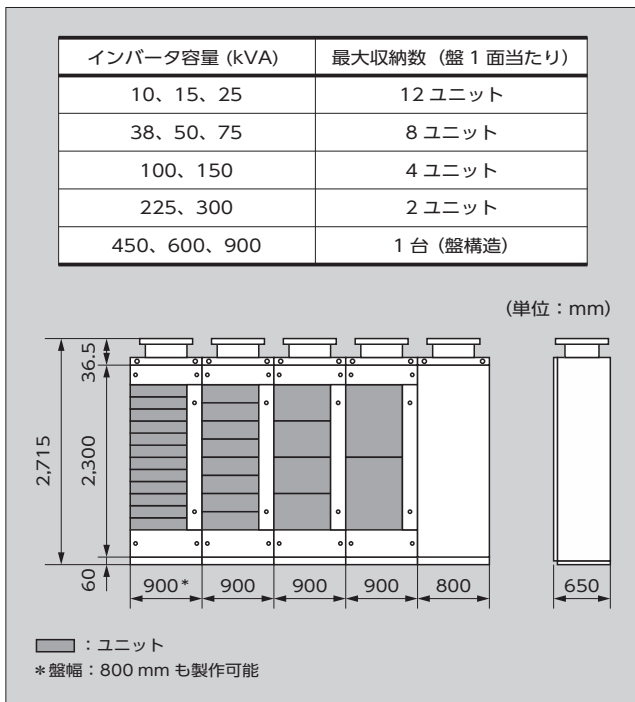 インバータ容量 (kVA) 最大収納数（盤 1 面当たり）
10、15、25 12 ユニット
38、50、75 8 ユニット
100、150 4 ユニット
225、300 2 ユニット
450、600、900 1 台（盤構造）
(単位：mm)
36.5
2,715
2,300
60
900* 900 900 900 800 650
：ユニット
*盤幅：800 mm も製作可能